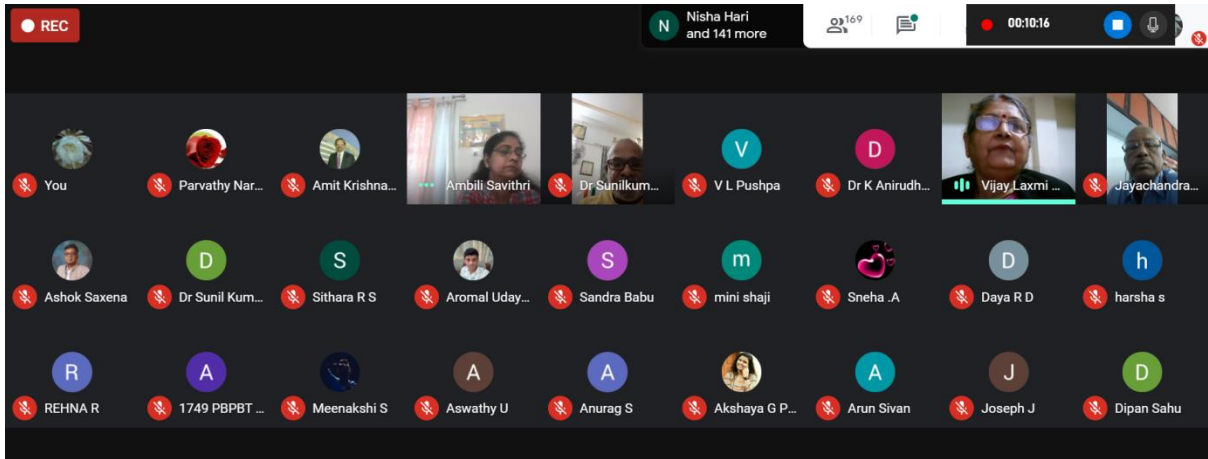 REC
N
Nisha Hari
and 141 more
169
00:10:16
You
Parvathy Nar...
Amit Krishna...
Ambili Savithri
Dr Sunilkum...
V
V L Pushpa
D
Dr K Anirudh...
Vijay Laxmi ...
Jayachandra...
Ashok Saxena
D
Dr Sunil Kum...
S
Sithara R S
Aromal Uday...
S
Sandra Babu
m
mini shaji
Sneha .A
D
Daya R D
h
harsha s
R
REHNA R
A
1749 PBPBT ...
Meenakshi S
A
Aswathy U
A
Anurag S
Akshaya G P...
A
Arun Sivan
J
Joseph J
D
Dipan Sahu